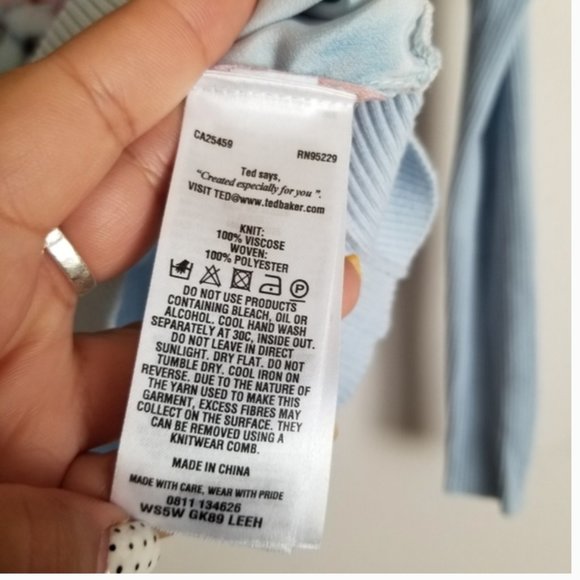 CA25459
RN95229
Ted says,
"Created especially for you".
VISIT TED@www.tedbaker.com
KNIT:
100% VISCOSE
WOVEN:
100% POLYESTER
P
DO NOT USE PRODUCTS
CONTAINING BLEACH, OIL OR
ALCOHOL. COOL HAND WASH
SEPARATELY AT 30C, INSIDE OUT.
DO NOT LEAVE IN DIRECT
SUNLIGHT. DRY FLAT. DO NOT
TUMBLE DRY. COOL IRON ON
REVERSE. DUE TO THE NATURE OF
THE YARN USED TO MAKE THIS
GARMENT, EXCESS FIBRES MAY
COLLECT ON THE SURFACE. THEY
CAN BE REMOVED USING A
KNITWEAR COMB.
MADE IN CHINA
MADE WITH CARE, WEAR WITH PRIDE
0811 134626
WS5W GK89 LEEH